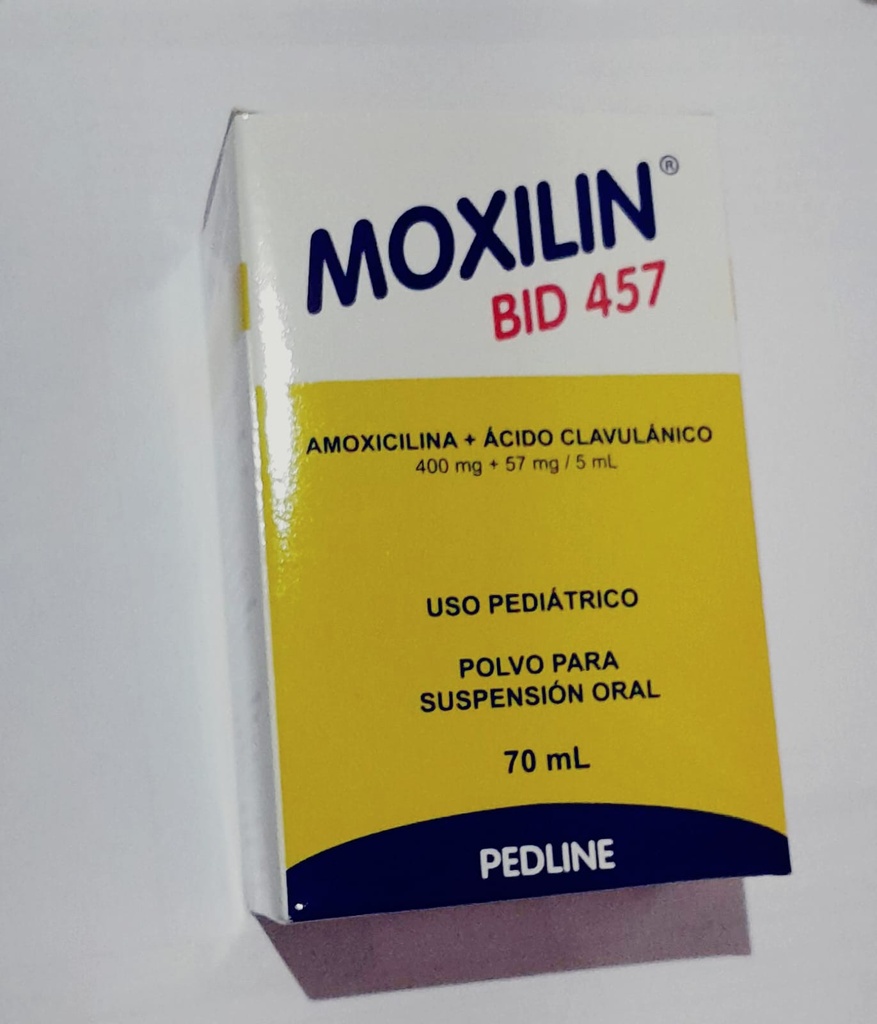 MOXILIN®
BID 457
AMOXICILINA + ÁCIDO CLAVULÁNICO
400 mg + 57 mg / 5 mL
USO PEDIÁTRICO
POLVO PARA
SUSPENSIÓN ORAL
70 mL
PEDLINE